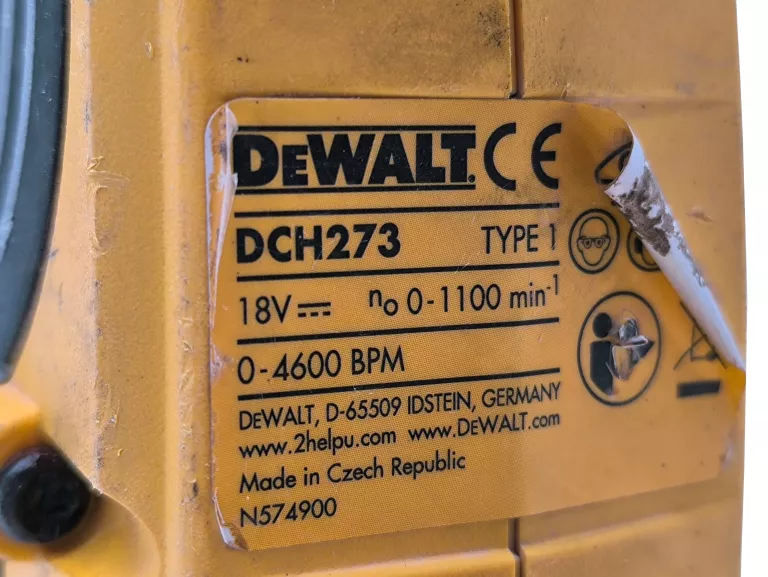 DEWALT. CE
DCH273 TYPE 1
18V n₀ 0-1100 min⁻¹
0-4600 BPM
DEWALT, D-65509 IDSTEIN, GERMANY
www.2helpu.com www.DEWALT.com
Made in Czech Republic
N574900